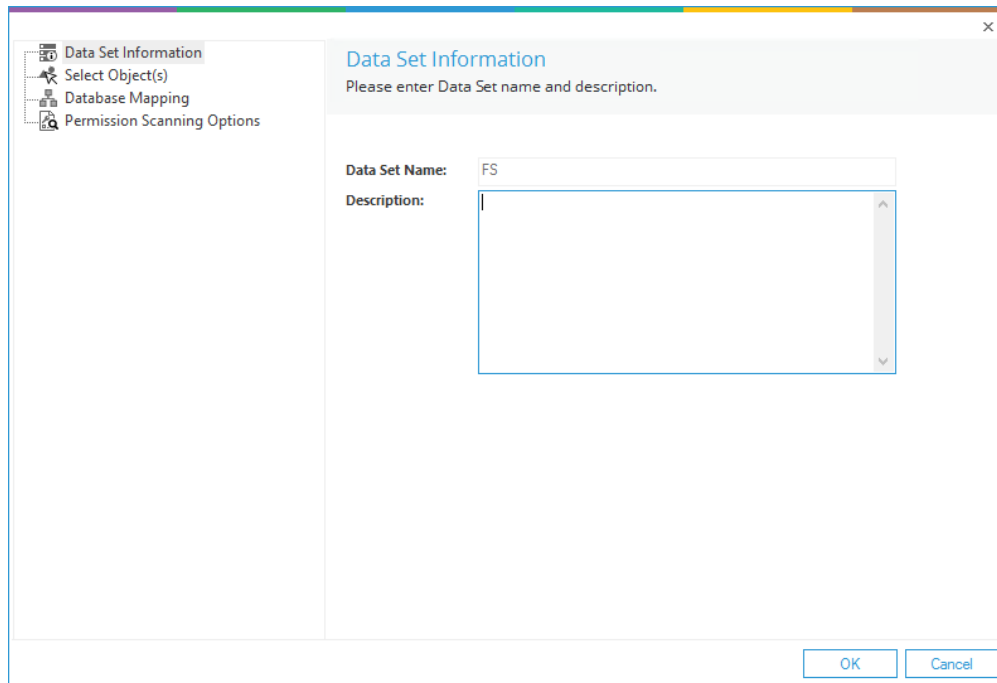 Data Set Information
Select Object(s)
Database Mapping
Permission Scanning Options
Data Set Information
Please enter Data Set name and description.
Data Set Name: FS
Description:
OK Cancel